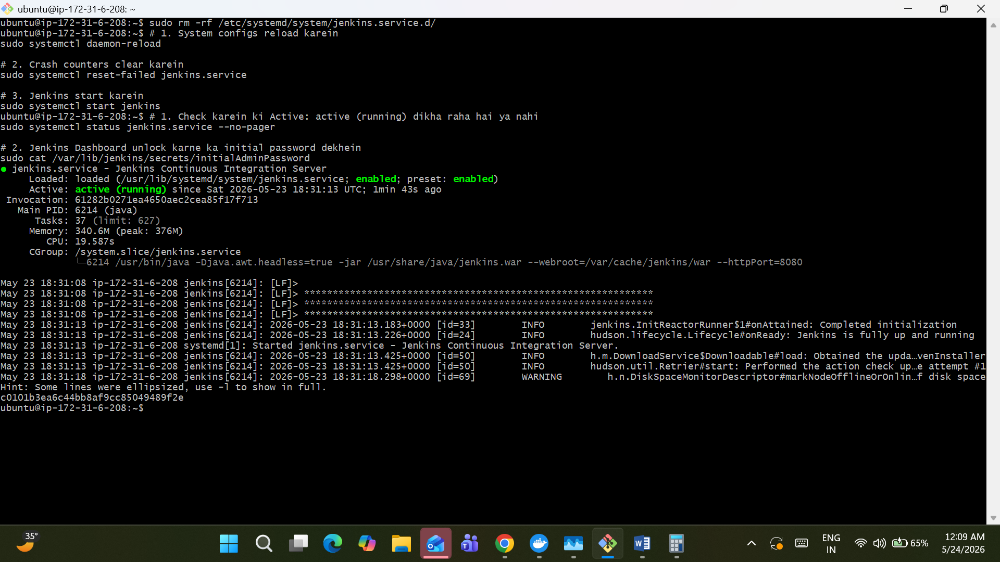 ubuntu@ip-172-31-6-208: ~
ubuntu@ip-172-31-6-208:~$ sudo rm -rf /etc/systemd/system/jenkins.service.d/
ubuntu@ip-172-31-6-208:~$ # 1. System configs reload karein
sudo systemctl daemon-reload
# 2. Crash counters clear karein
sudo systemctl reset-failed jenkins.service
# 3. Jenkins start karein
sudo systemctl start jenkins
ubuntu@ip-172-31-6-208:~$ # 1. Check karein ki Active: active (running) dikha raha hai ya nahi
sudo systemctl status jenkins.service --no-pager
# 2. Jenkins Dashboard unlock karne ka initial password dekhein
sudo cat /var/lib/jenkins/secrets/initialAdminPassword
● jenkins.service - Jenkins Continuous Integration Server
Loaded: loaded (/usr/lib/systemd/system/jenkins.service; enabled; preset: enabled)
Active: active (running) since Sat 2026-05-23 18:31:13 UTC; 1min 43s ago
Invocation: 61282b0271ea4650aec2cea85f17f713
Main PID: 6214 (java)
Tasks: 37 (limit: 627)
Memory: 340.6M (peak: 376M)
CPU: 19.587s
CGroup: /system.slice/jenkins.service
└─6214 /usr/bin/java -Djava.awt.headless=true -jar /usr/share/java/jenkins.war --webroot=/var/cache/jenkins/war --httpPort=8080
May 23 18:31:08 ip-172-31-6-208 jenkins[6214]: [LF]>
May 23 18:31:08 ip-172-31-6-208 jenkins[6214]: [LF]> *************************************************************
May 23 18:31:08 ip-172-31-6-208 jenkins[6214]: [LF]> *************************************************************
May 23 18:31:08 ip-172-31-6-208 jenkins[6214]: [LF]> *************************************************************
May 23 18:31:13 ip-172-31-6-208 jenkins[6214]: 2026-05-23 18:31:13.183+0000 [id=33] INFO jenkins.InitReactorRunner$1#onAttained: Completed initialization
May 23 18:31:13 ip-172-31-6-208 jenkins[6214]: 2026-05-23 18:31:13.226+0000 [id=24] INFO hudson.lifecycle.Lifecycle#onReady: Jenkins is fully up and running
May 23 18:31:13 ip-172-31-6-208 systemd[1]: Started jenkins.service - Jenkins Continuous Integration Server.
May 23 18:31:13 ip-172-31-6-208 jenkins[6214]: 2026-05-23 18:31:13.425+0000 [id=50] INFO h.m.DownloadService$Downloadable#load: Obtained the upda…venInstaller
May 23 18:31:13 ip-172-31-6-208 jenkins[6214]: 2026-05-23 18:31:13.425+0000 [id=50] INFO hudson.util.Retrier#start: Performed the action check up…e attempt #1
May 23 18:31:18 ip-172-31-6-208 jenkins[6214]: 2026-05-23 18:31:18.298+0000 [id=69] WARNING h.n.DiskSpaceMonitorDescriptor#markNodeOfflineOrOnlin…f disk space
Hint: Some lines were ellipsized, use -l to show in full.
c0101b3ea6c44bb8af9cc85049489f2e
ubuntu@ip-172-31-6-208:~$
35°
ENG
IN
65%
12:09 AM
5/24/2026